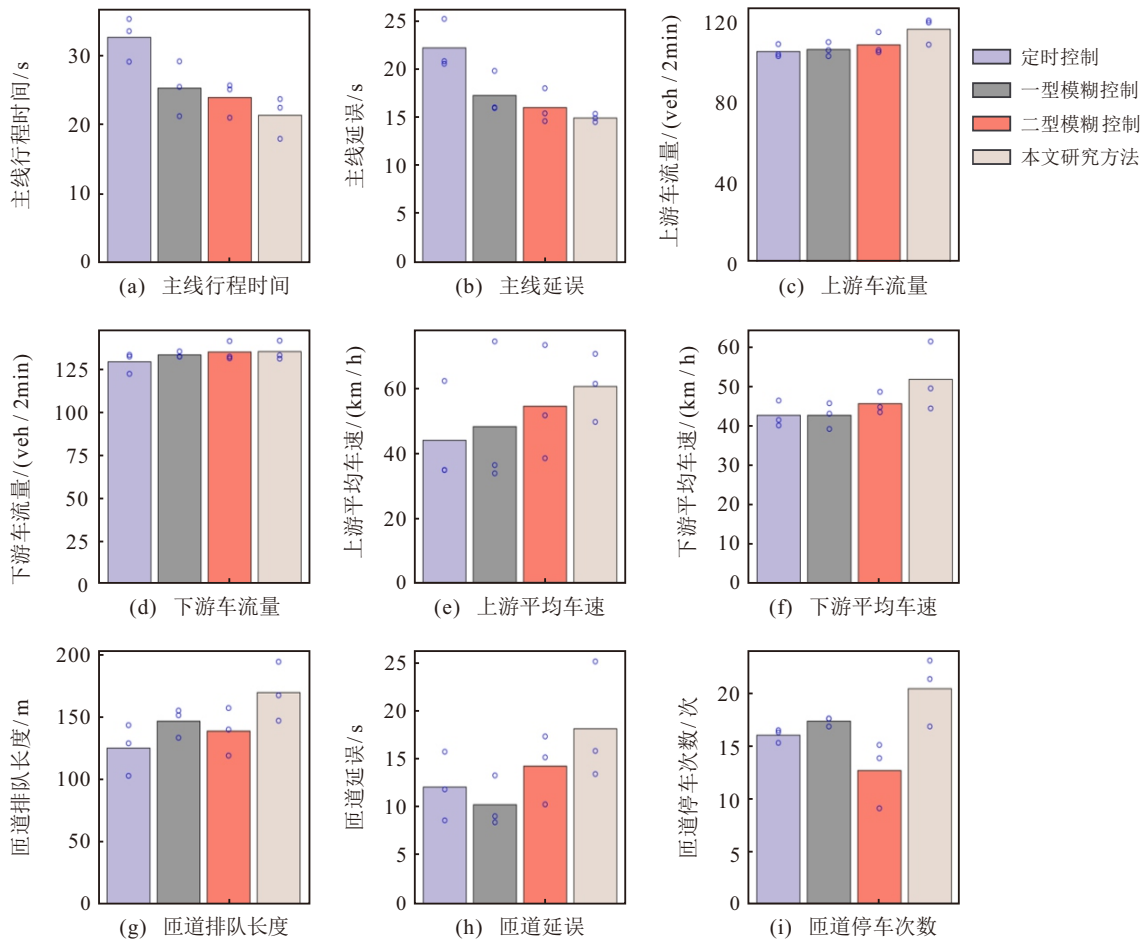 主线行程时间/s
30
20
10
0
(a) 主线行程时间
主线延误/s
25
20
15
10
5
0
(b) 主线延误
上游车流量/(veh/2min)
120
80
40
0
(c) 上游车流量
定时控制
一型模糊控制
二型模糊控制
本文研究方法
下游车流量/(veh/2min)
125
100
75
50
25
0
(d) 下游车流量
上游平均车速/(km/h)
60
40
20
0
(e) 上游平均车速
下游平均车速/(km/h)
60
50
40
30
20
10
0
(f) 下游平均车速
匝道排队长度/m
200
150
100
50
0
(g) 匝道排队长度
匝道延误/s
25
20
15
10
5
0
(h) 匝道延误
匝道停车次数/次
20
15
10
5
0
(i) 匝道停车次数